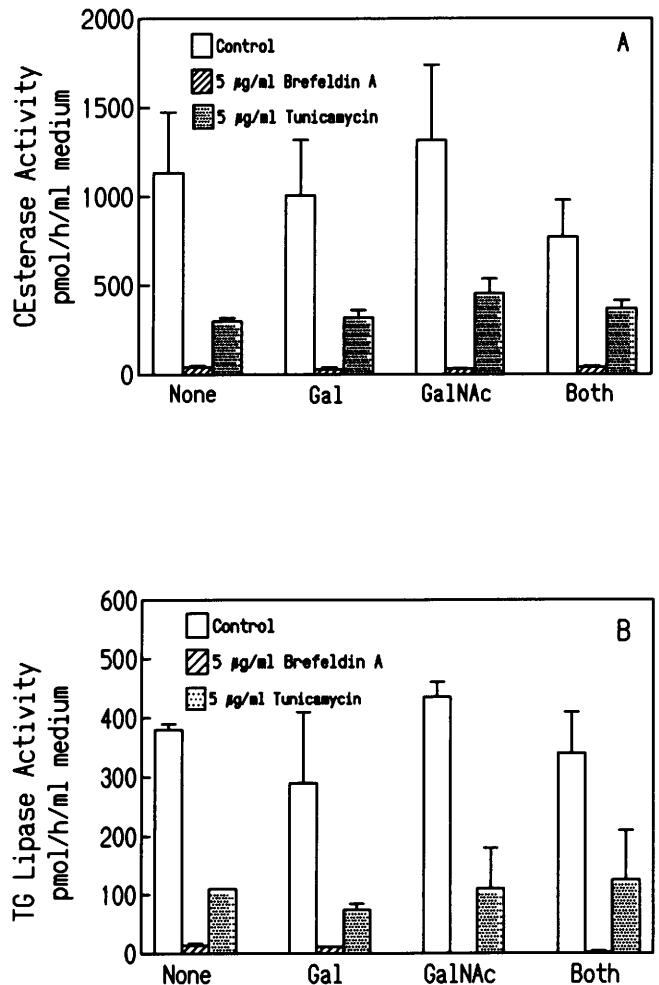 2000
1500
1000
500
0
CEsterase Activity
pmol/h/ml medium
Control
5 µg/ml Brefeldin A
5 µg/ml Tunicamycin
A
None Gal GalNAc Both
600
500
400
300
200
100
0
TG Lipase Activity
pmol/h/ml medium
Control
5 µg/ml Brefeldin A
5 µg/ml Tunicamycin
B
None Gal GalNAc Both